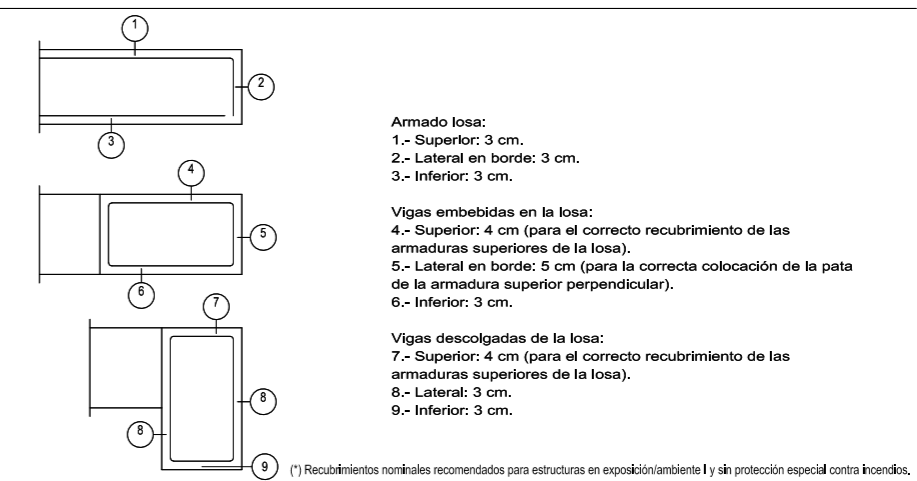 1
2
3
4
5
6
7
8
8
9
Armado losa:
1.- Superior: 3 cm.
2.- Lateral en borde: 3 cm.
3.- Inferior: 3 cm.
Vigas embebidas en la losa:
4.- Superior: 4 cm (para el correcto recubrimiento de las
armaduras superiores de la losa).
5.- Lateral en borde: 5 cm (para la correcta colocación de la pata
de la armadura superior perpendicular).
6.- Inferior: 3 cm.
Vigas descolgadas de la losa:
7.- Superior: 4 cm (para el correcto recubrimiento de las
armaduras superiores de la losa).
8.- Lateral: 3 cm.
9.- Inferior: 3 cm.
(*) Recubrimientos nominales recomendados para estructuras en exposición/ambiente I y sin protección especial contra incendios.